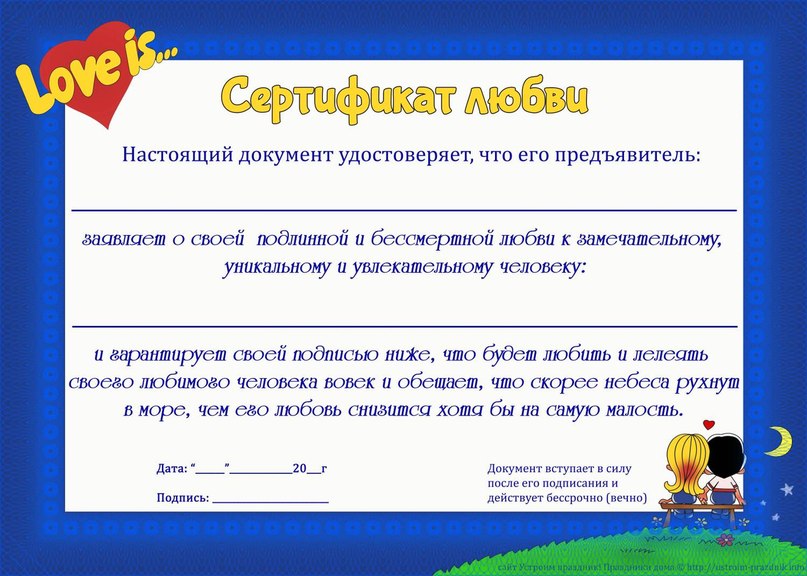 Love is...
Сертификат любви
Настоящий документ удостоверяет, что его предъявитель:
заявляет о своей подлинной и бессмертной любви к замечательному,
уникальному и увлекательному человеку:
и гарантирует своей подписью ниже, что будет любить и лелеять
своего любимого человека вовек и обещает, что скорее небеса рухнут
в море, чем его любовь снизится хотя бы на самую малость.
Дата: “_____”____________20___г
Подпись: ______________________
Документ вступает в силу
после его подписания и
действует бессрочно (вечно)
сайт Устроим праздник! Праздники дома © http://ustroim-prazdnik.info